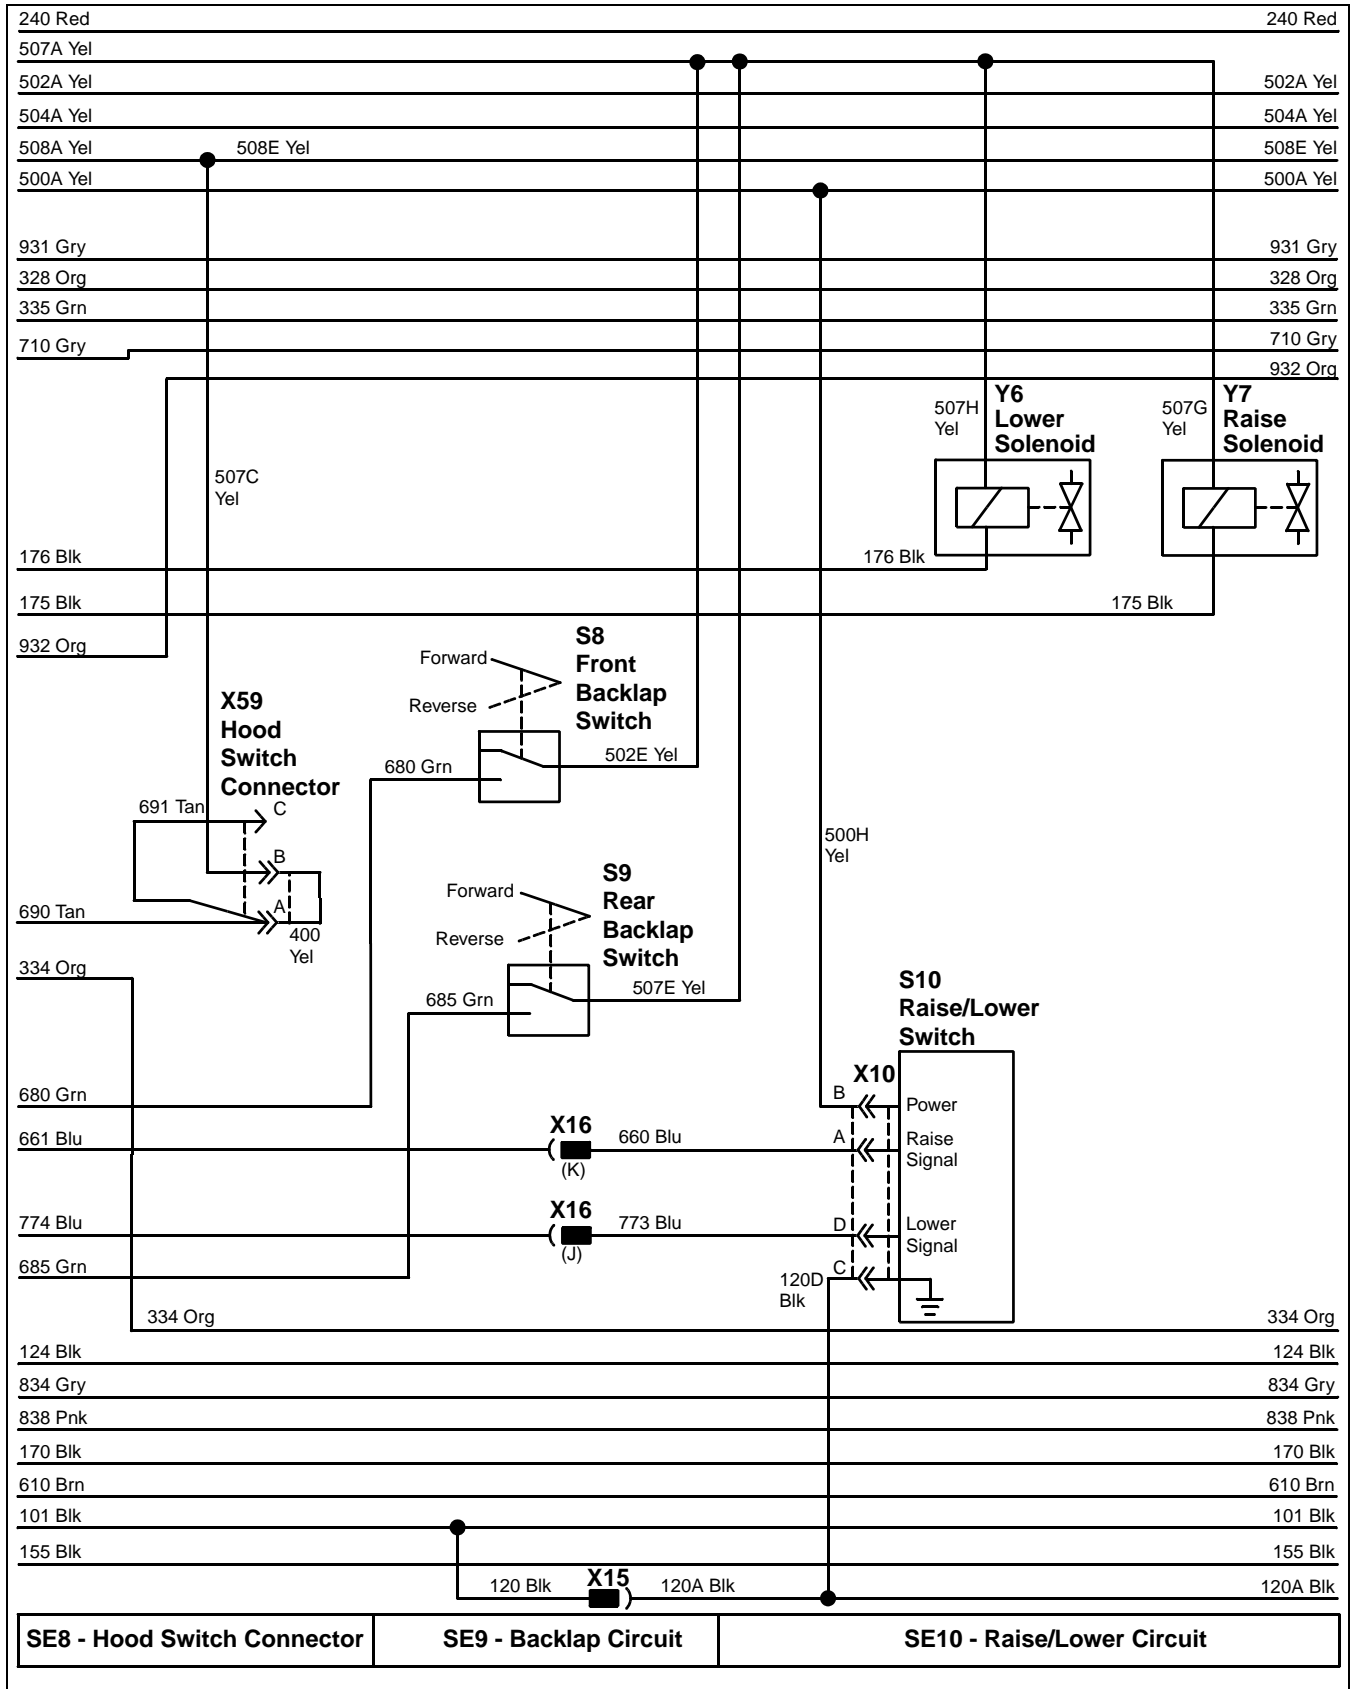 240 Red
240 Red
507A Yel
502A Yel
502A Yel
504A Yel
504A Yel
508A Yel
508E Yel
508E Yel
500A Yel
500A Yel
931 Gry
931 Gry
328 Org
328 Org
335 Grn
335 Grn
710 Gry
710 Gry
932 Org
507H
Yel
Y6
Lower
Solenoid
507G
Yel
Y7
Raise
Solenoid
507C
Yel
176 Blk
176 Blk
175 Blk
175 Blk
932 Org
Forward
Reverse
S8
Front
Backlap
Switch
502E Yel
680 Grn
X59
Hood
Switch
Connector
691 Tan
C
B
A
400
Yel
690 Tan
500H
Yel
Forward
Reverse
S9
Rear
Backlap
Switch
507E Yel
685 Grn
334 Org
S10
Raise/Lower
Switch
X10
B
Power
A
Raise
Signal
D
Lower
Signal
C
120D
Blk
680 Grn
661 Blu
X16
(K)
660 Blu
774 Blu
X16
(J)
773 Blu
685 Grn
334 Org
334 Org
124 Blk
124 Blk
834 Gry
834 Gry
838 Pnk
838 Pnk
170 Blk
170 Blk
610 Brn
610 Brn
101 Blk
101 Blk
155 Blk
155 Blk
120 Blk
X15
120A Blk
120A Blk
SE8 - Hood Switch Connector
SE9 - Backlap Circuit
SE10 - Raise/Lower Circuit